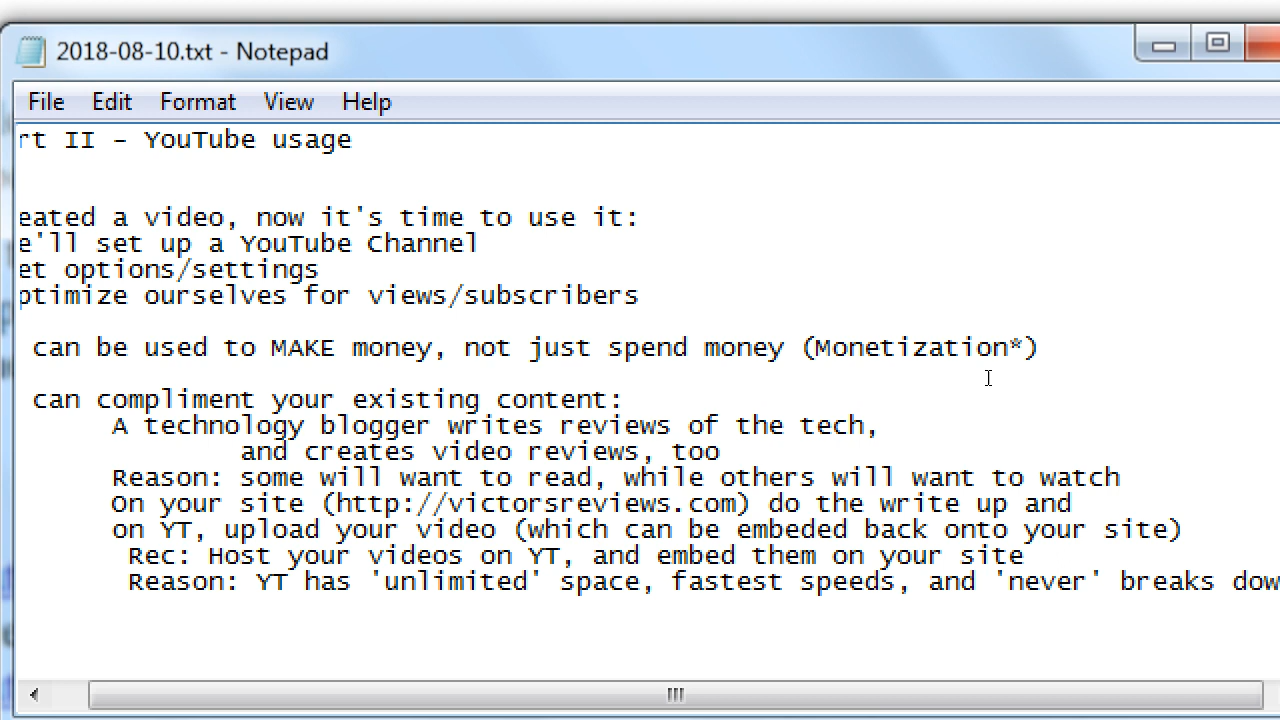 2018-08-10.txt - Notepad
File Edit Format View Help
rt II - YouTube usage
eated a video, now it's time to use it:
e'll set up a YouTube Channel
et options/settings
ptimize ourselves for views/subscribers
can be used to MAKE money, not just spend money (Monetization*)
can compliment your existing content:
A technology blogger writes reviews of the tech,
and creates video reviews, too
Reason: some will want to read, while others will want to watch
On your site (http://victorsreviews.com) do the write up and
on YT, upload your video (which can be embeded back onto your site)
Rec: Host your videos on YT, and embed them on your site
Reason: YT has 'unlimited' space, fastest speeds, and 'never' breaks dow